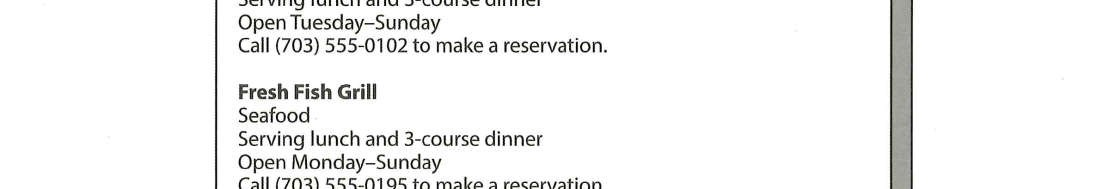 Serving lunch and 3-course dinner
Open Tuesday–Sunday
Call (703) 555-0102 to make a reservation.
Fresh Fish Grill
Seafood
Serving lunch and 3-course dinner
Open Monday–Sunday
Call (703) 555-0195 to make a reservation.